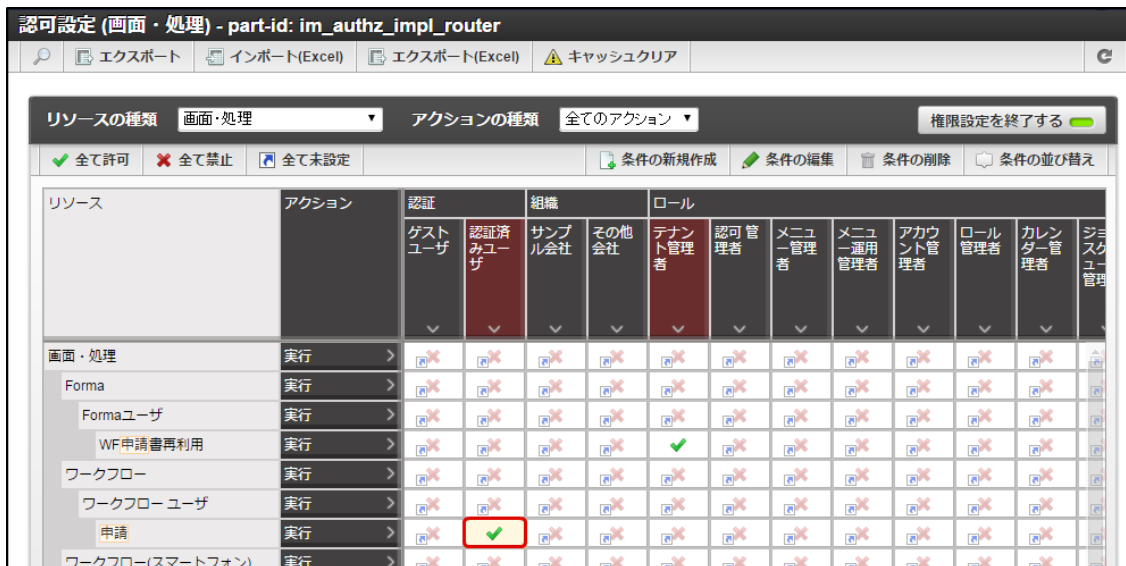 認可設定 (画面・処理) - part-id: im_authz_impl_router
エクスポート インポート(Excel) エクスポート(Excel) キャッシュクリア
リソースの種類 画面・処理 アクションの種類 全てのアクション 権限設定を終了する
全て許可 全て禁止 全て未設定 条件の新規作成 条件の編集 条件の削除 条件の並び替え
リソース アクション 認証 組織 ロール
ゲストユーザ 認証済みユーザ サンプル会社 その他会社 テナント管理者 認可管理者 メニュー管理者 メニュー運用管理者 アカウント管理者 ロール管理者 カレンダー管理者
画面・処理 実行
Forma 実行
Formaユーザ 実行
WF申請書再利用 実行
ワークフロー 実行
ワークフロー ユーザ 実行
申請 実行
ワークフロー(スマートフォン) 実行